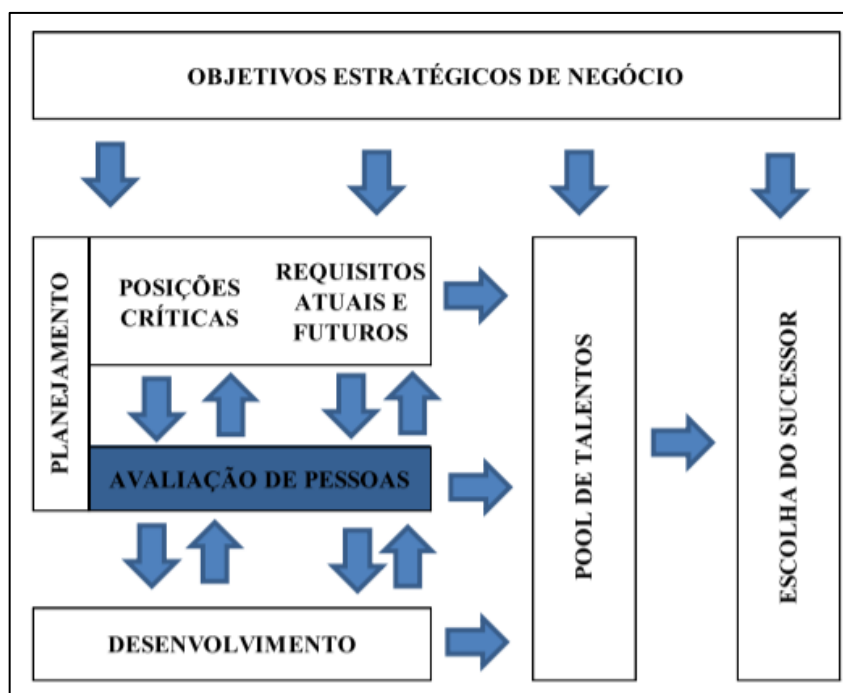 OBJETIVOS ESTRATÉGICOS DE NEGÓCIO
PLANEJAMENTO
POSIÇÕES
CRÍTICAS
REQUISITOS
ATUAIS E
FUTUROS
AVALIAÇÃO DE PESSOAS
DESENVOLVIMENTO
POOL DE TALENTOS
ESCOLHA DO SUCESSOR